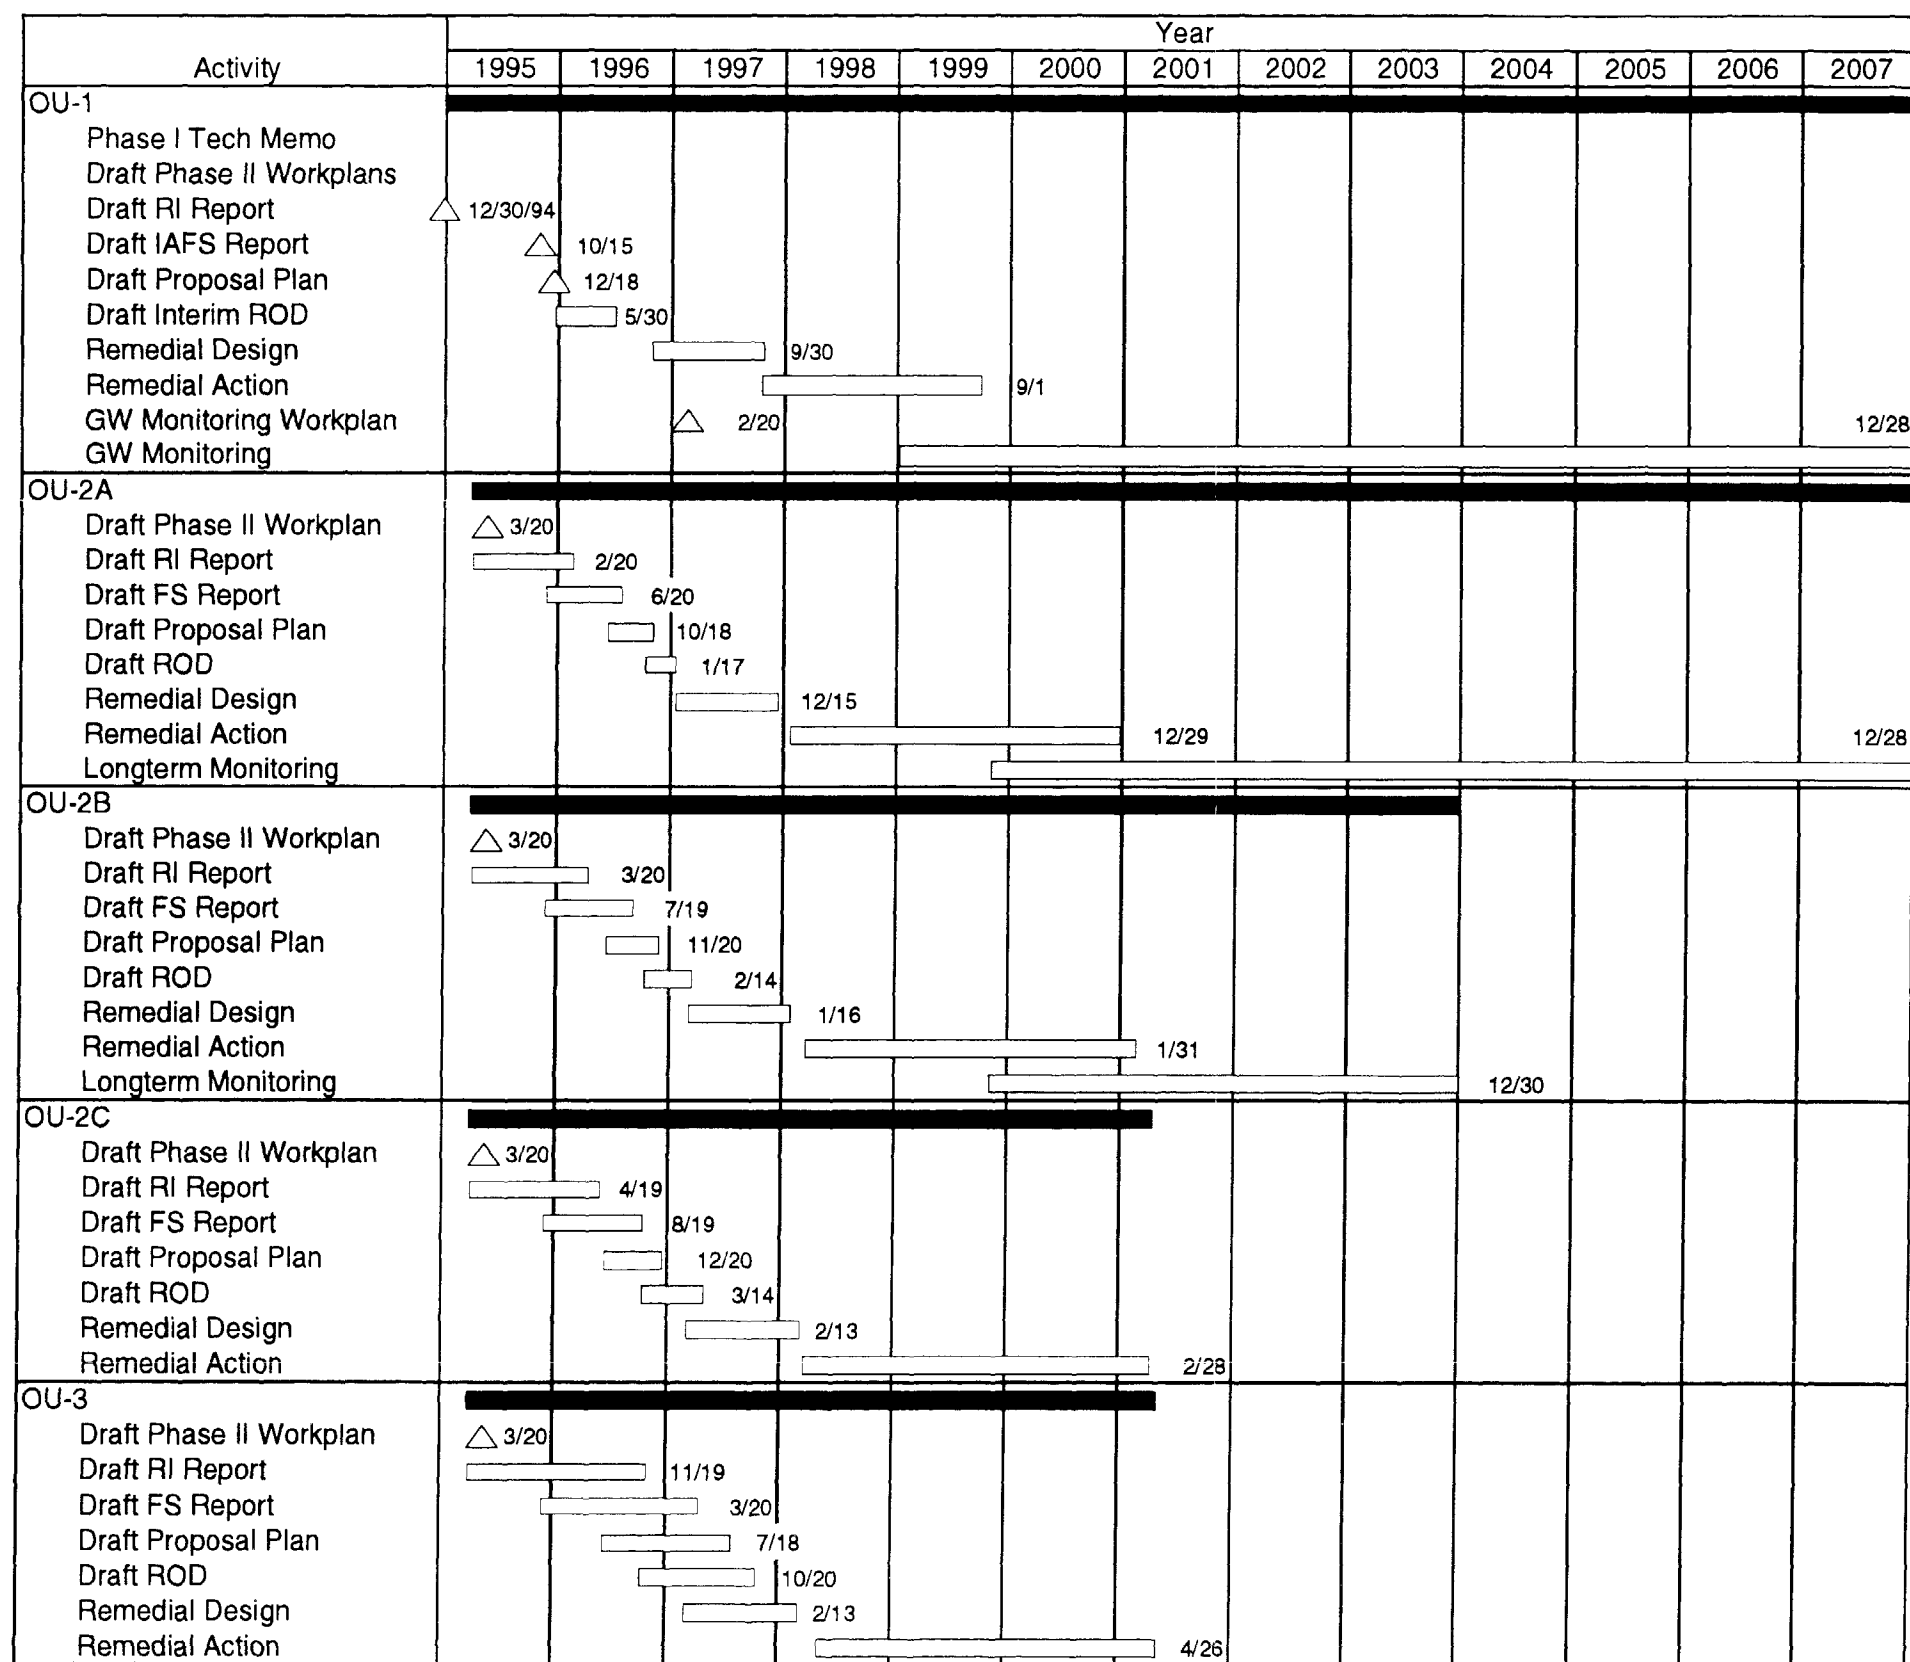 Year
Activity 1995 1996 1997 1998 1999 2000 2001 2002 2003 2004 2005 2006 2007
OU-1
Phase I Tech Memo
Draft Phase II Workplans
Draft RI Report 12/30/94
Draft IAFS Report 10/15
Draft Proposal Plan 12/18
Draft Interim ROD 5/30
Remedial Design 9/30
Remedial Action 9/1
GW Monitoring Workplan 2/20 12/28
GW Monitoring
OU-2A
Draft Phase II Workplan 3/20
Draft RI Report 2/20
Draft FS Report 6/20
Draft Proposal Plan 10/18
Draft ROD 1/17
Remedial Design 12/15
Remedial Action 12/29 12/28
Longterm Monitoring
OU-2B
Draft Phase II Workplan 3/20
Draft RI Report 3/20
Draft FS Report 7/19
Draft Proposal Plan 11/20
Draft ROD 2/14
Remedial Design 1/16
Remedial Action 1/31
Longterm Monitoring 12/30
OU-2C
Draft Phase II Workplan 3/20
Draft RI Report 4/19
Draft FS Report 8/19
Draft Proposal Plan 12/20
Draft ROD 3/14
Remedial Design 2/13
Remedial Action 2/28
OU-3
Draft Phase II Workplan 3/20
Draft RI Report 11/19
Draft FS Report 3/20
Draft Proposal Plan 7/18
Draft ROD 10/20
Remedial Design 2/13
Remedial Action 4/26